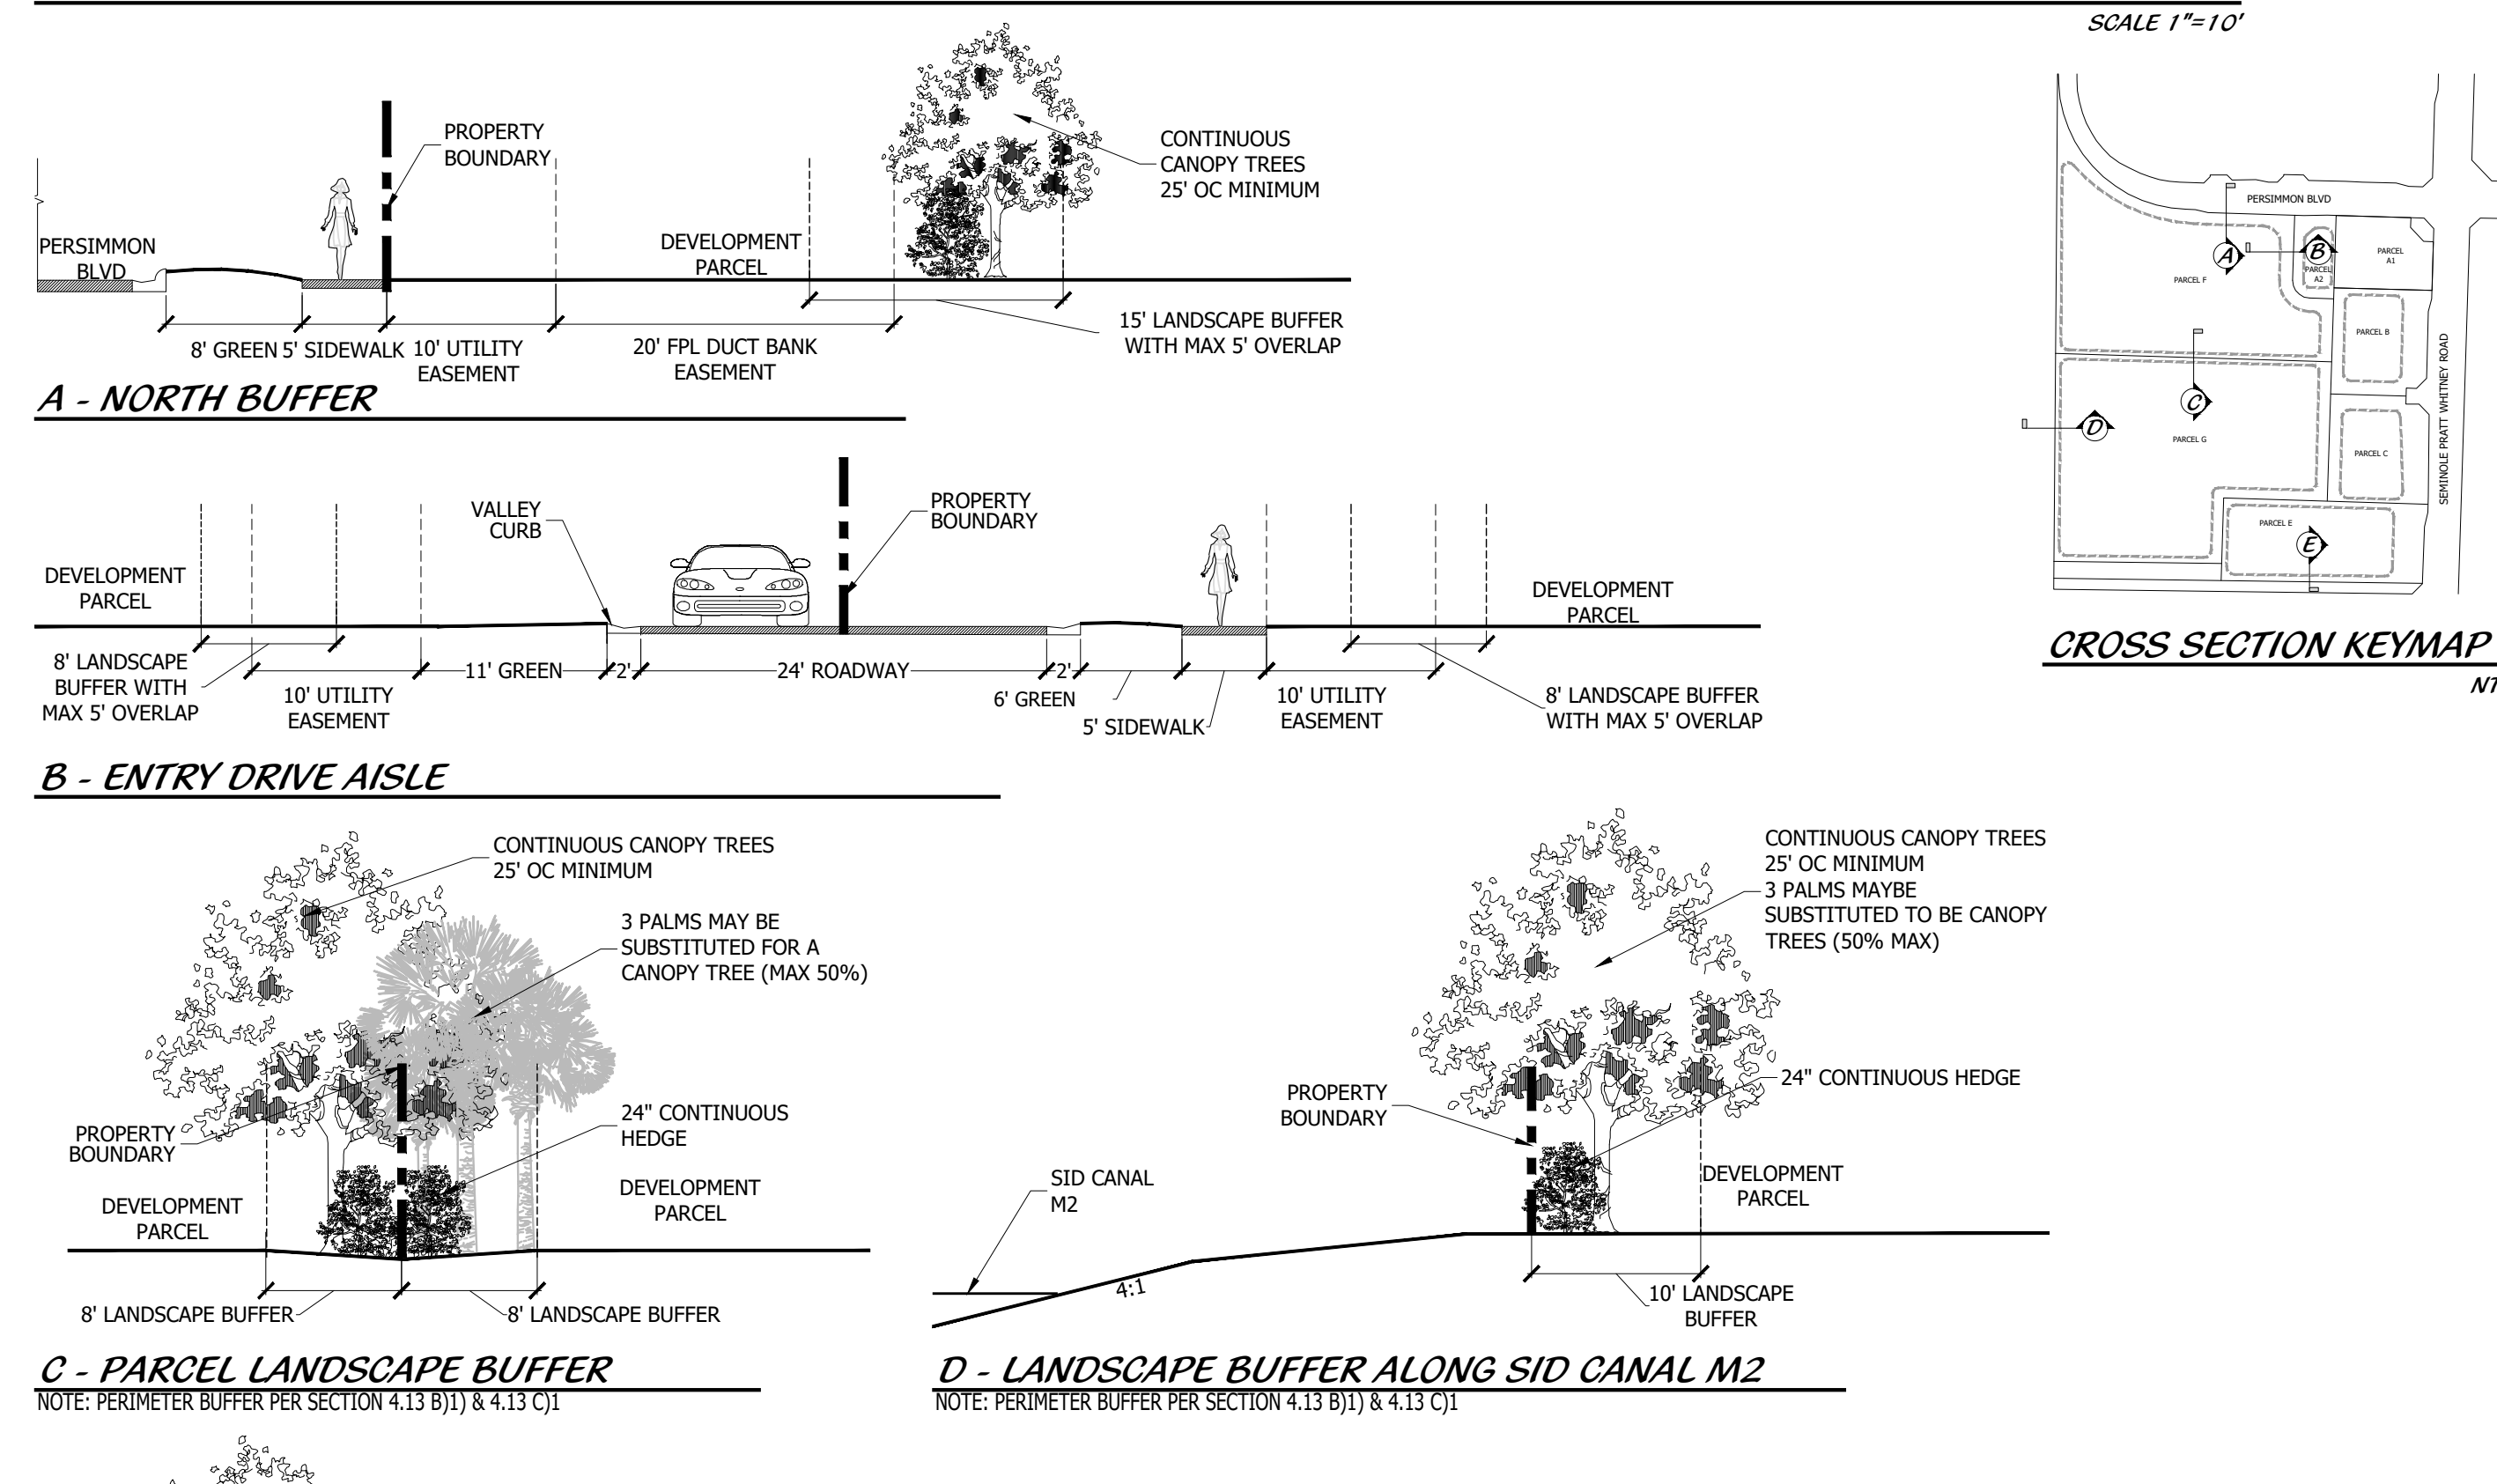 SCALE 1"=10'
PROPERTY
BOUNDARY
CONTINUOUS
CANOPY TREES
25' OC MINIMUM
PERSIMMON
BLVD
DEVELOPMENT
PARCEL
8' GREEN
5' SIDEWALK
10' UTILITY
EASEMENT
20' FPL DUCT BANK
EASEMENT
15' LANDSCAPE BUFFER
WITH MAX 5' OVERLAP
A - NORTH BUFFER
PERSIMMON BLVD
A
B
PARCEL
A1
PARCEL
A2
PARCEL F
PARCEL B
SEMINOLE PRATT WHITNEY ROAD
C
D
PARCEL G
PARCEL C
PARCEL E
E
CROSS SECTION KEYMAP
VALLEY
CURB
PROPERTY
BOUNDARY
DEVELOPMENT
PARCEL
DEVELOPMENT
PARCEL
8' LANDSCAPE
BUFFER WITH
MAX 5' OVERLAP
10' UTILITY
EASEMENT
11' GREEN
2'
24' ROADWAY
2'
6' GREEN
5' SIDEWALK
10' UTILITY
EASEMENT
8' LANDSCAPE BUFFER
WITH MAX 5' OVERLAP
B - ENTRY DRIVE AISLE
CONTINUOUS CANOPY TREES
25' OC MINIMUM
3 PALMS MAY BE
SUBSTITUTED FOR A
CANOPY TREE (MAX 50%)
24" CONTINUOUS
HEDGE
PROPERTY
BOUNDARY
DEVELOPMENT
PARCEL
DEVELOPMENT
PARCEL
8' LANDSCAPE BUFFER
8' LANDSCAPE BUFFER
C - PARCEL LANDSCAPE BUFFER
NOTE: PERIMETER BUFFER PER SECTION 4.13 B)1) & 4.13 C)1
CONTINUOUS CANOPY TREES
25' OC MINIMUM
3 PALMS MAYBE
SUBSTITUTED TO BE CANOPY
TREES (50% MAX)
24" CONTINUOUS HEDGE
PROPERTY
BOUNDARY
SID CANAL
M2
DEVELOPMENT
PARCEL
4:1
10' LANDSCAPE
BUFFER
D - LANDSCAPE BUFFER ALONG SID CANAL M2
NOTE: PERIMETER BUFFER PER SECTION 4.13 B)1) & 4.13 C)1